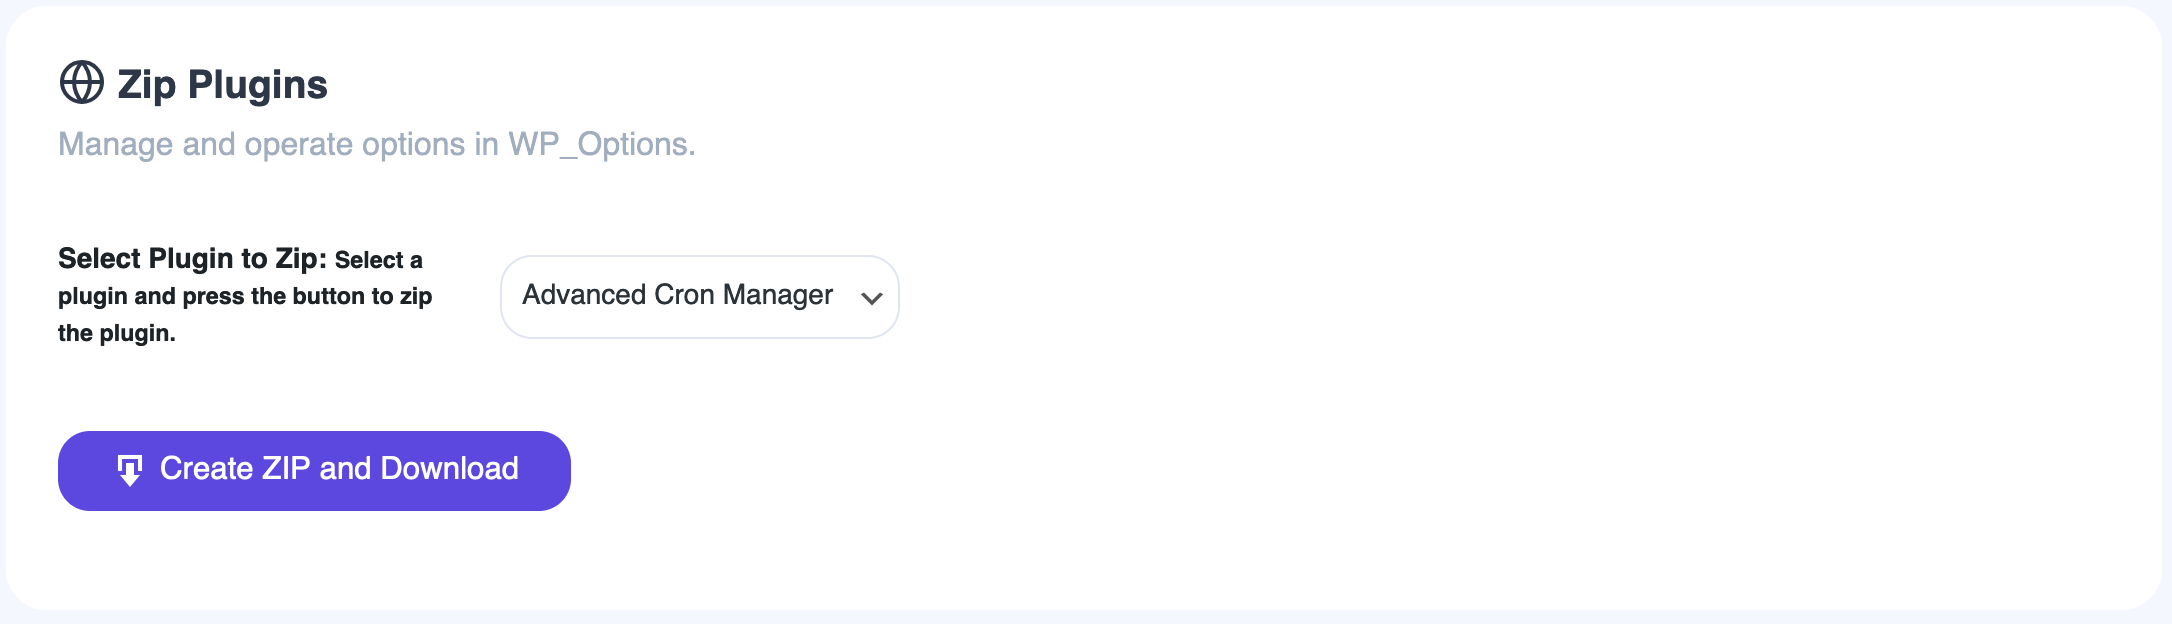 Zip Plugins
Manage and operate options in WP_Options.
Select Plugin to Zip: Select a
plugin and press the button to zip
the plugin.
Advanced Cron Manager
Create ZIP and Download